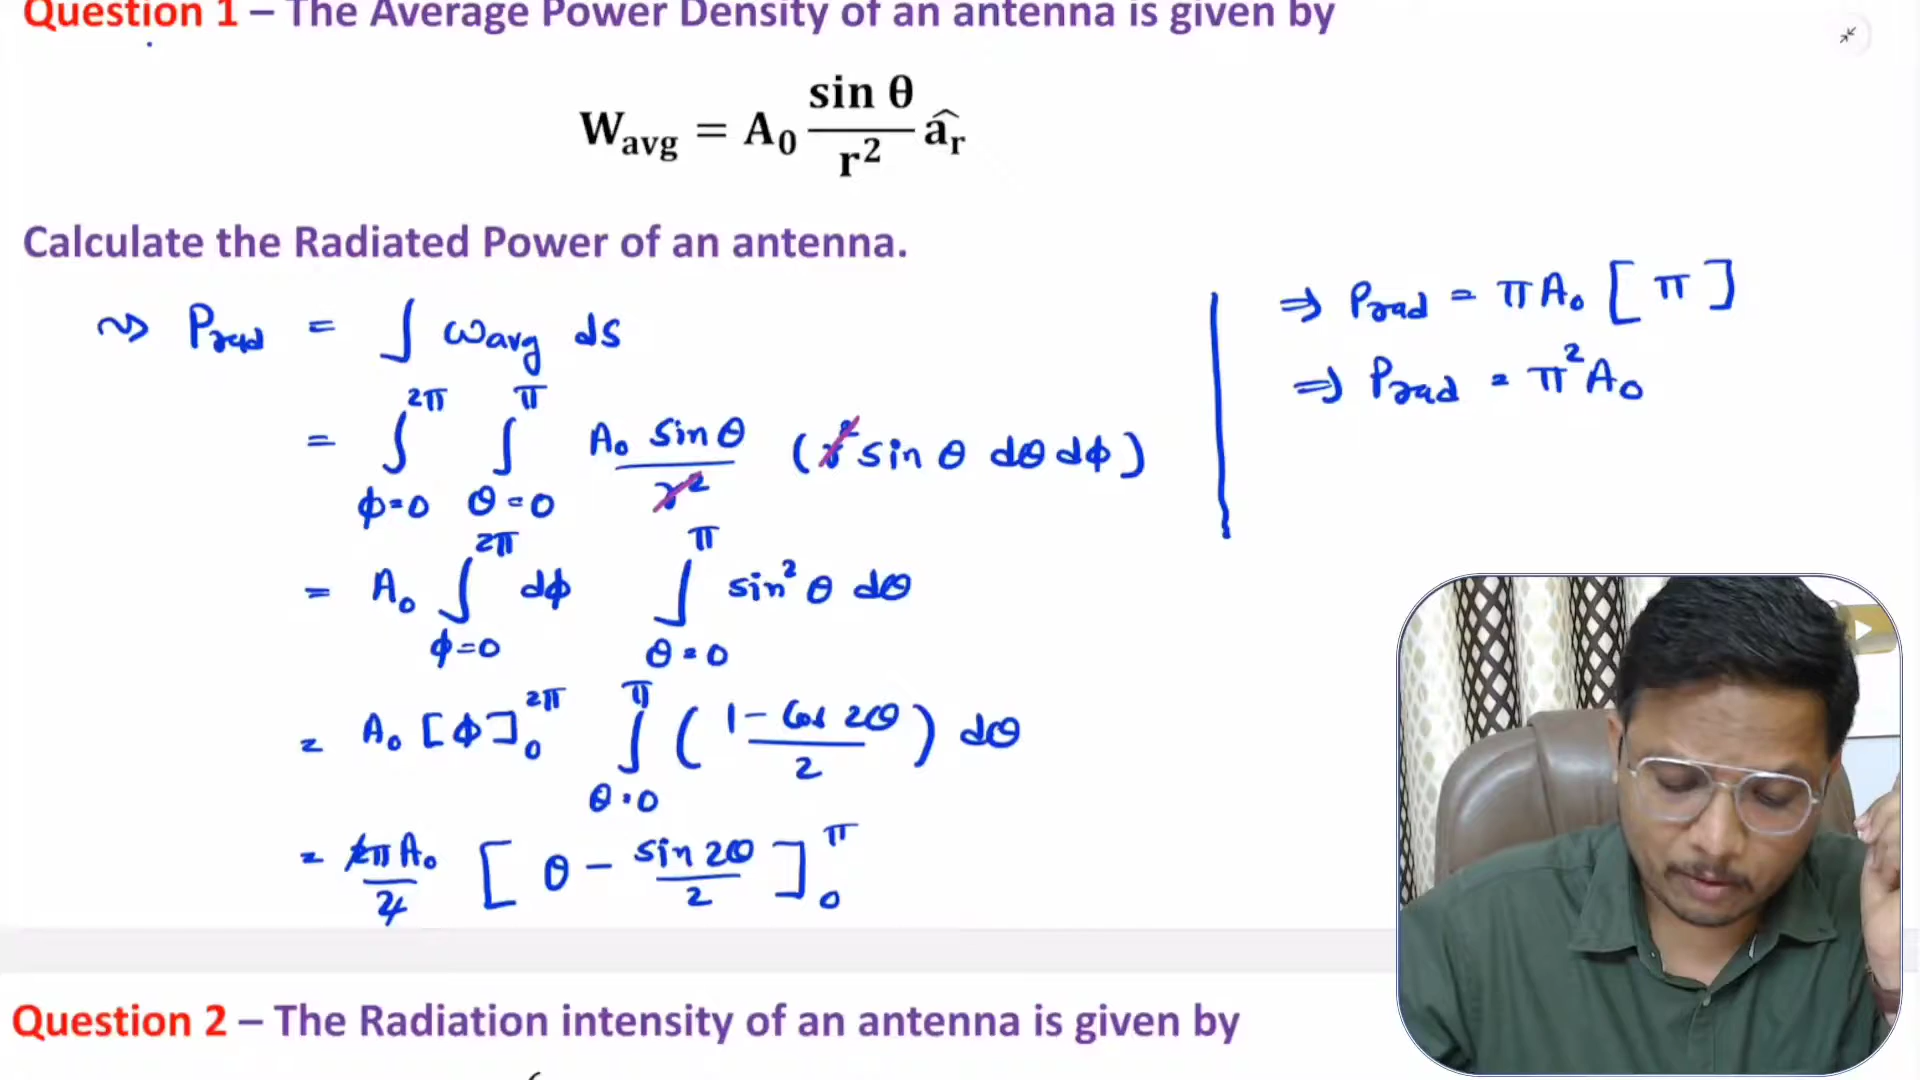 Question 1 – The Average Power Density of an antenna is given by
W_avg = A_0 sin θ / r^2 â_r
Calculate the Radiated Power of an antenna.
⇝ P_rad = ∫ W_avg ds
= ∫_{ϕ=0}^{2π} ∫_{θ=0}^{π} A_0 sin θ / r^2 (r^2 sin θ dθ dϕ)
= A_0 ∫_{ϕ=0}^{2π} dϕ ∫_{θ=0}^{π} sin^2 θ dθ
= A_0 [ϕ]_0^{2π} ∫_{θ=0}^{π} (1 - cos 2θ / 2) dθ
= 2π A_0 / 2 [θ - sin 2θ / 2]_0^π
⇒ P_rad = π A_0 [π]
⇒ P_rad = π^2 A_0
Question 2 – The Radiation intensity of an antenna is given by